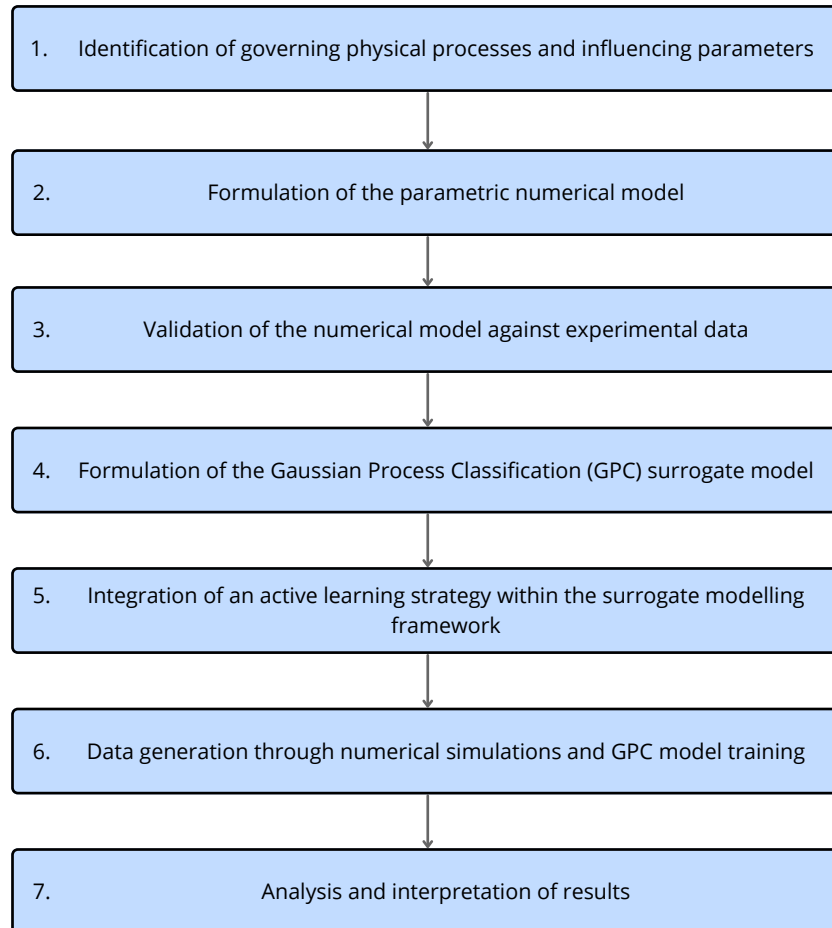 1. Identification of governing physical processes and influencing parameters
2. Formulation of the parametric numerical model
3. Validation of the numerical model against experimental data
4. Formulation of the Gaussian Process Classification (GPC) surrogate model
5. Integration of an active learning strategy within the surrogate modelling
framework
6. Data generation through numerical simulations and GPC model training
7. Analysis and interpretation of results